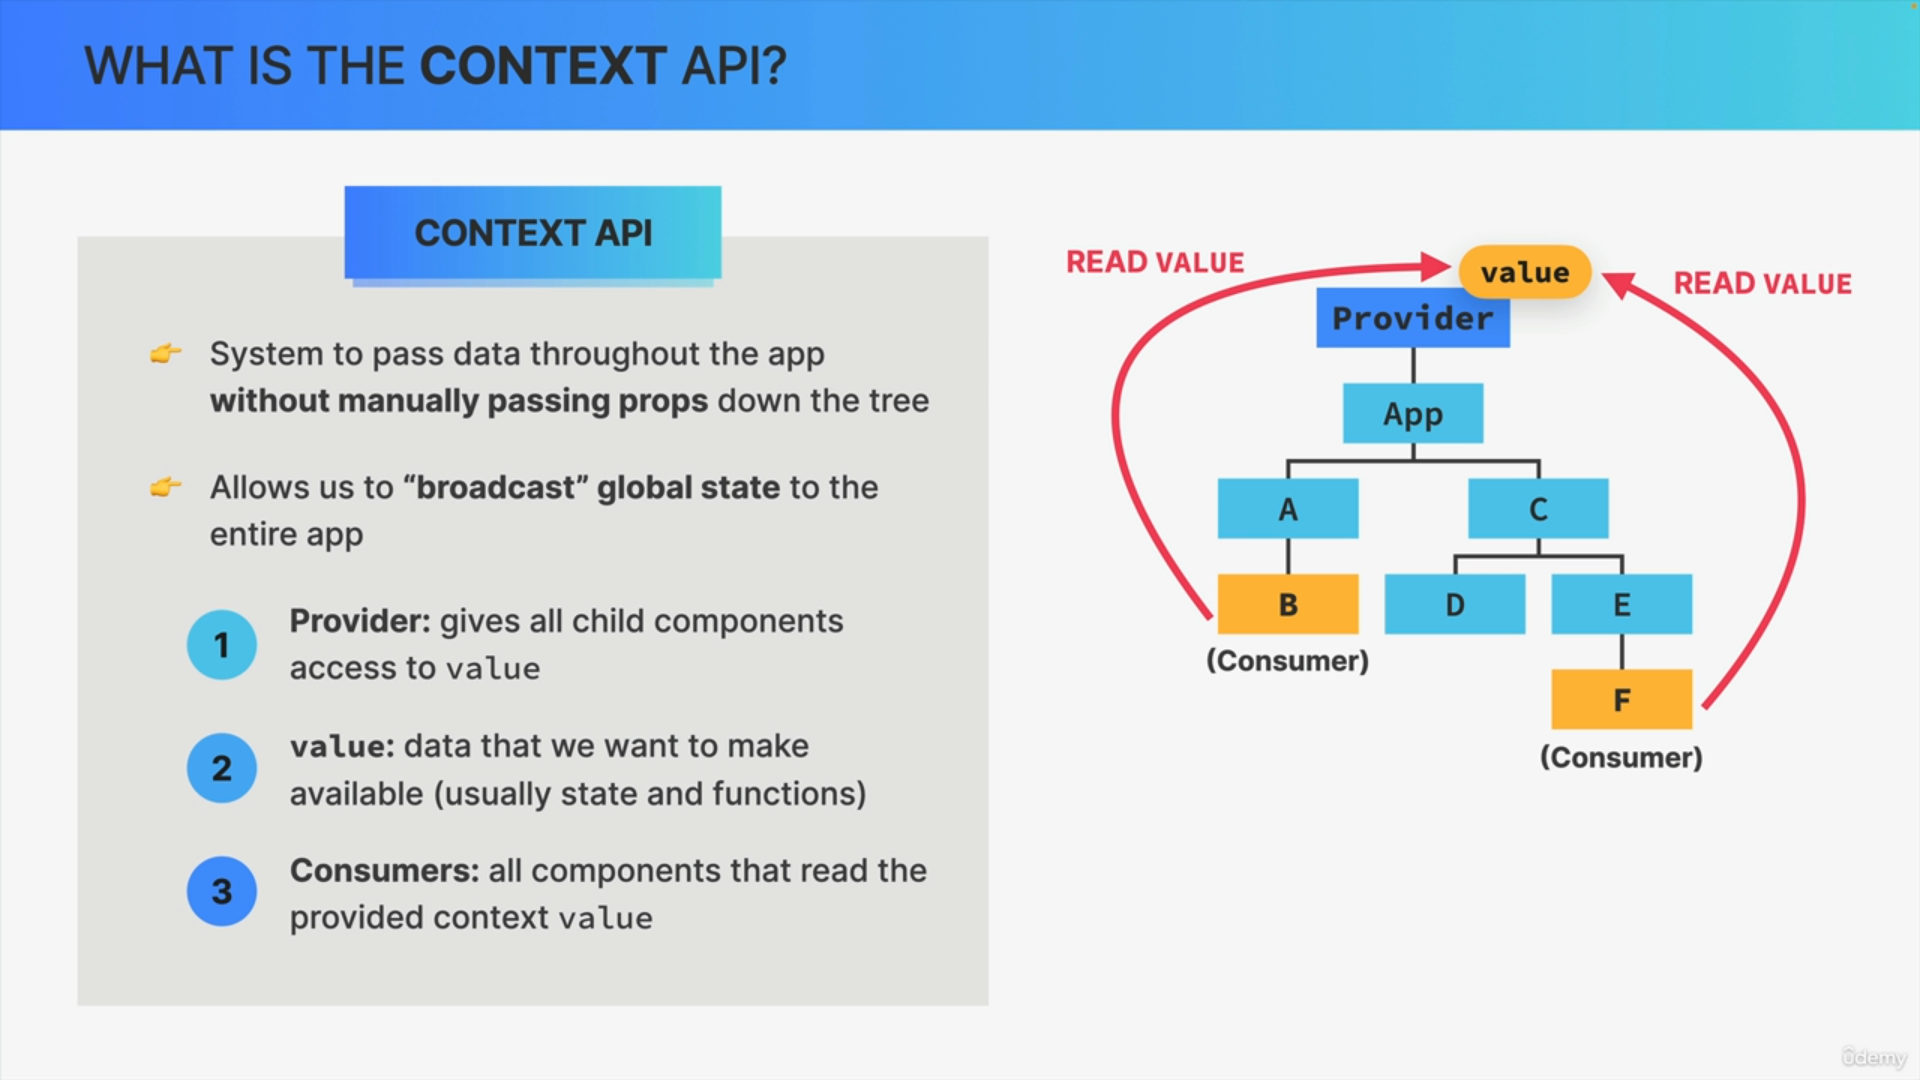 WHAT IS THE CONTEXT API?
CONTEXT API
System to pass data throughout the app
without manually passing props down the tree
Allows us to “broadcast” global state to the
entire app
1
Provider: gives all child components
access to value
2
value: data that we want to make
available (usually state and functions)
3
Consumers: all components that read the
provided context value
READ VALUE
value
READ VALUE
Provider
App
A
C
B
D
E
(Consumer)
F
(Consumer)
ûdemy